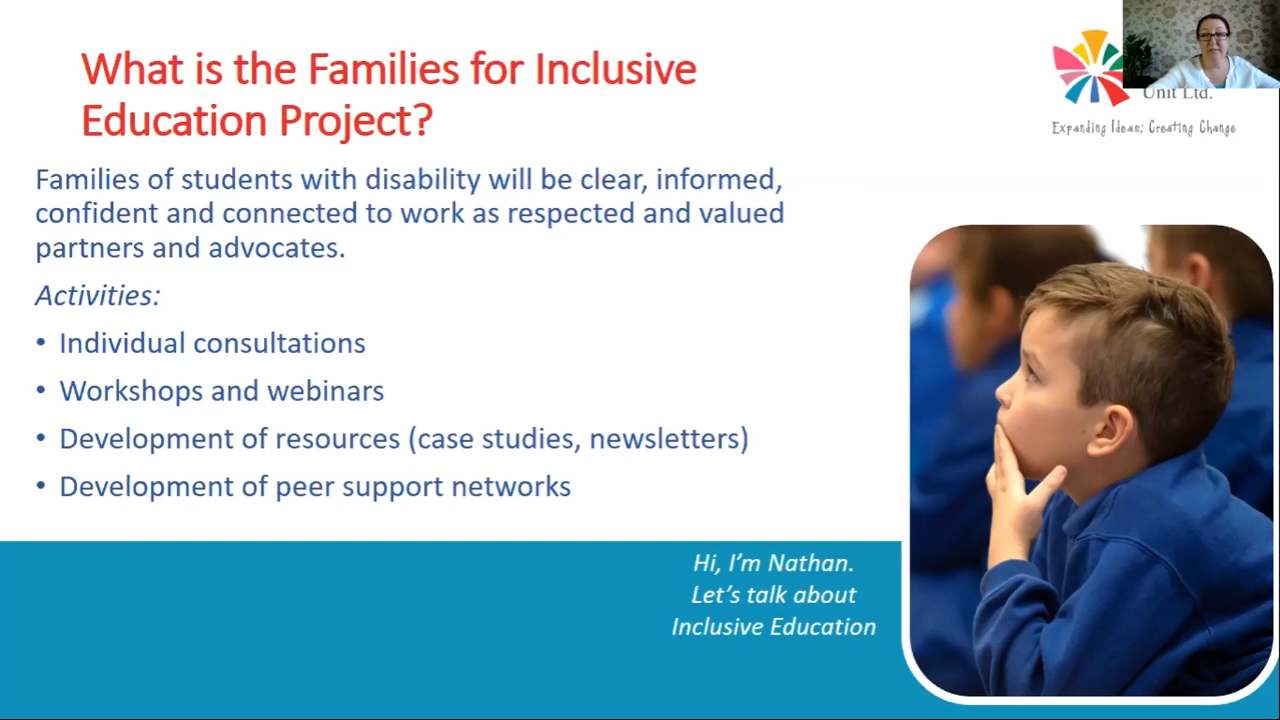 What is the Families for Inclusive
Education Project?
Unit Ltd.
Expanding Ideas; Creating Change
Families of students with disability will be clear, informed,
confident and connected to work as respected and valued
partners and advocates.
Activities:
• Individual consultations
• Workshops and webinars
• Development of resources (case studies, newsletters)
• Development of peer support networks
Hi, I’m Nathan.
Let’s talk about
Inclusive Education